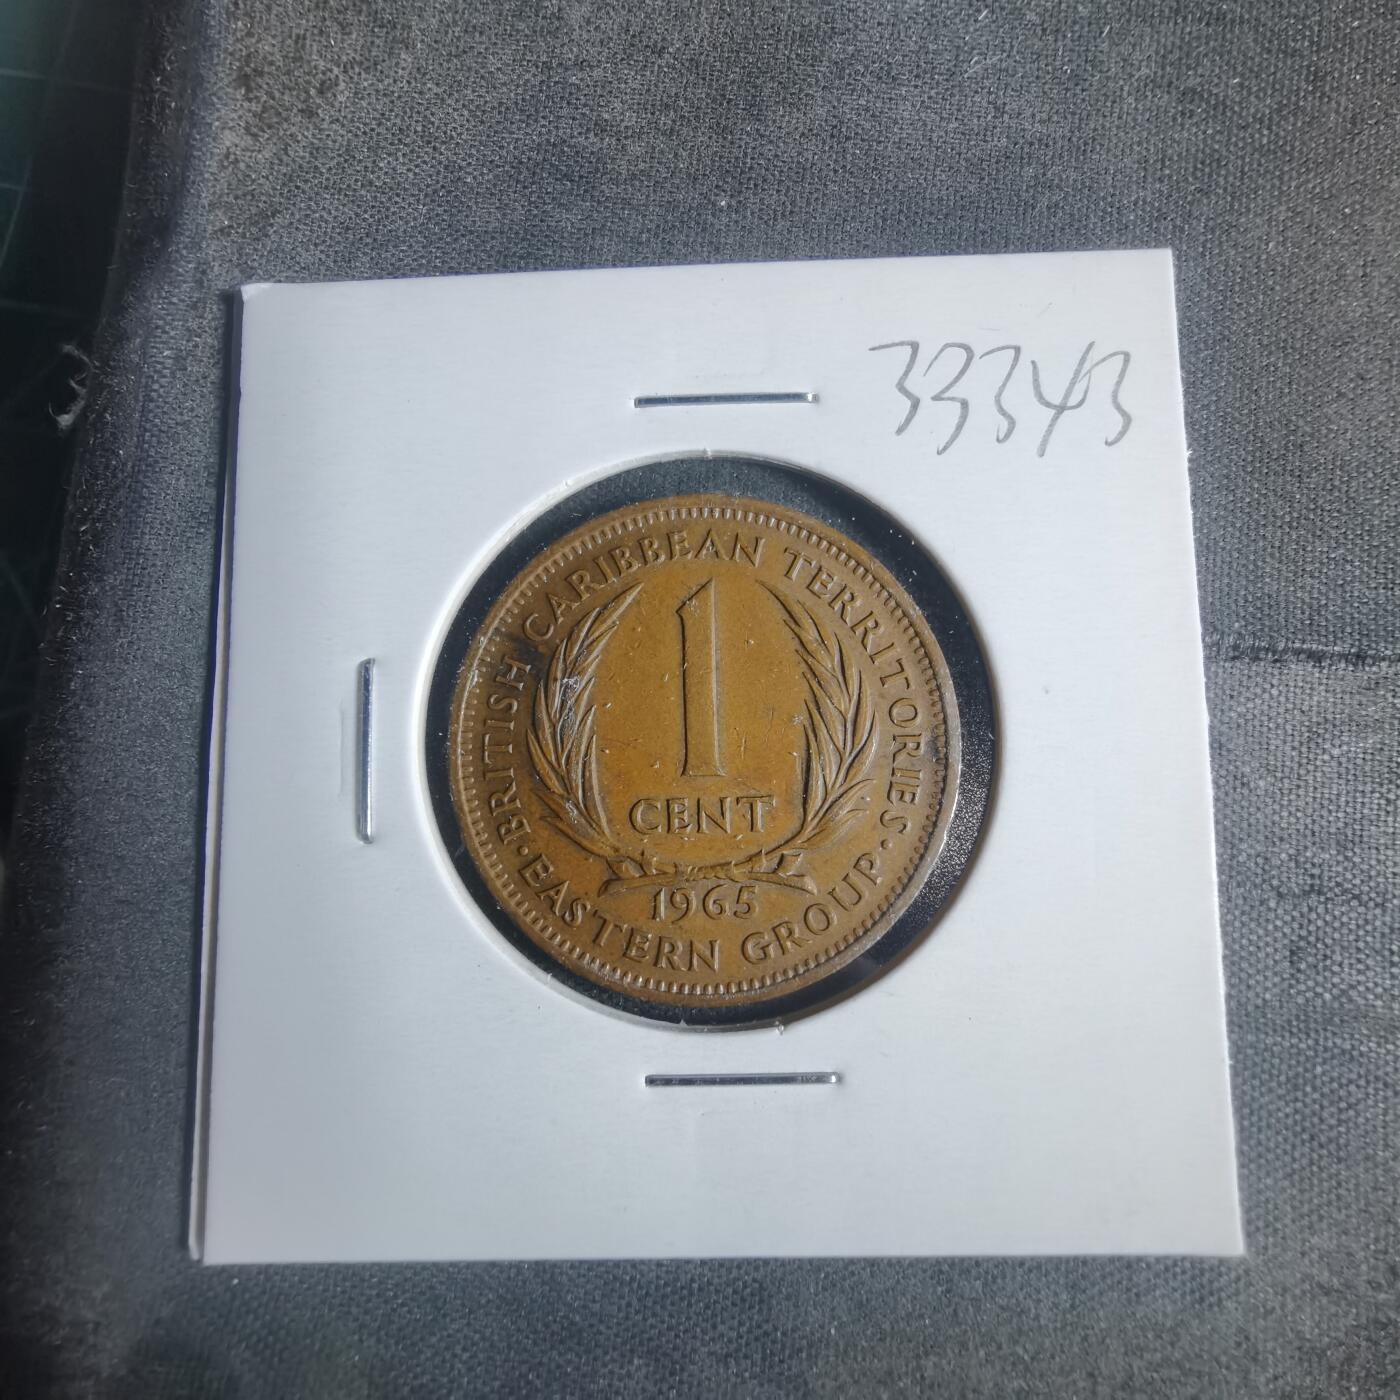 33343
BRITISH CARIBBEAN TERRITORIES
1
CENT
1965
· EASTERN GROUP ·